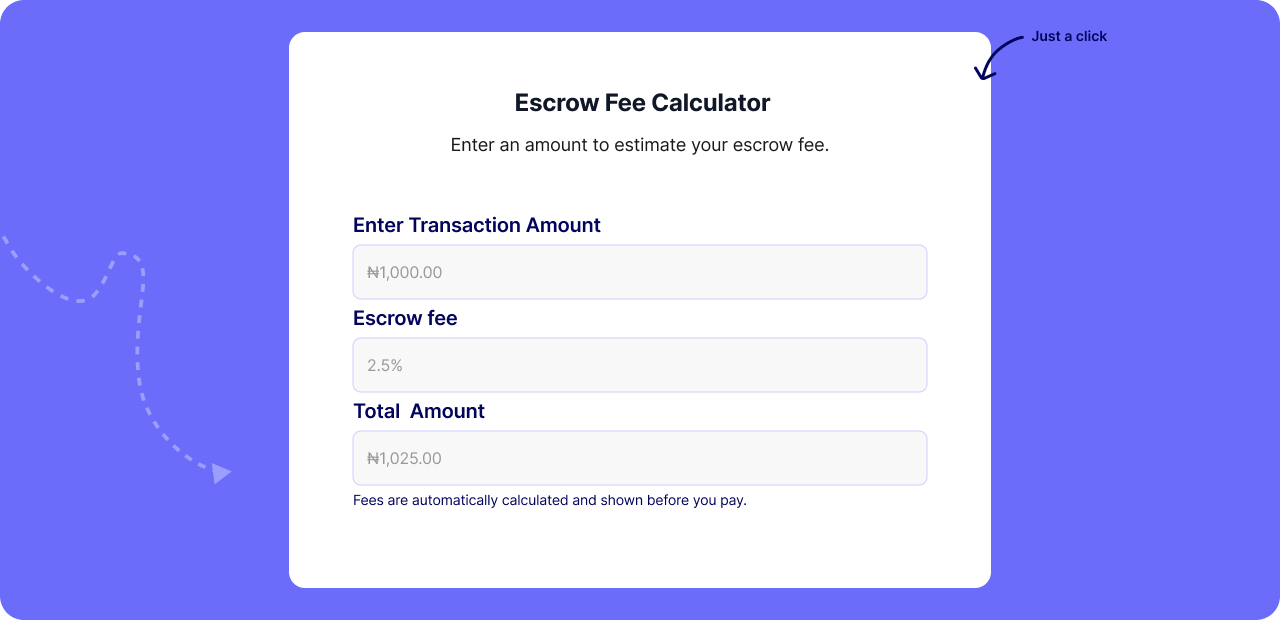 Just a click
Escrow Fee Calculator
Enter an amount to estimate your escrow fee.
Enter Transaction Amount
₦1,000.00
Escrow fee
2.5%
Total  Amount
₦1,025.00
Fees are automatically calculated and shown before you pay.